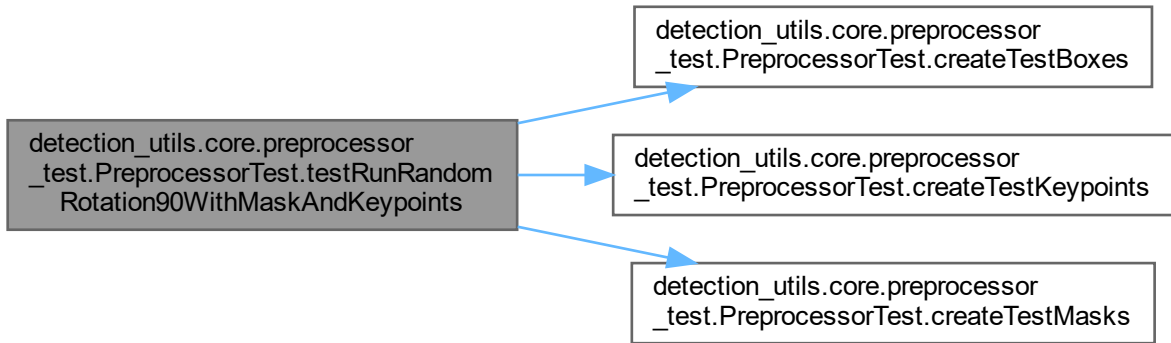 detection_utils.core.preprocessor
_test.PreprocessorTest.createTestBoxes
detection_utils.core.preprocessor
_test.PreprocessorTest.testRunRandom
Rotation90WithMaskAndKeypoints
detection_utils.core.preprocessor
_test.PreprocessorTest.createTestKeypoints
detection_utils.core.preprocessor
_test.PreprocessorTest.createTestMasks